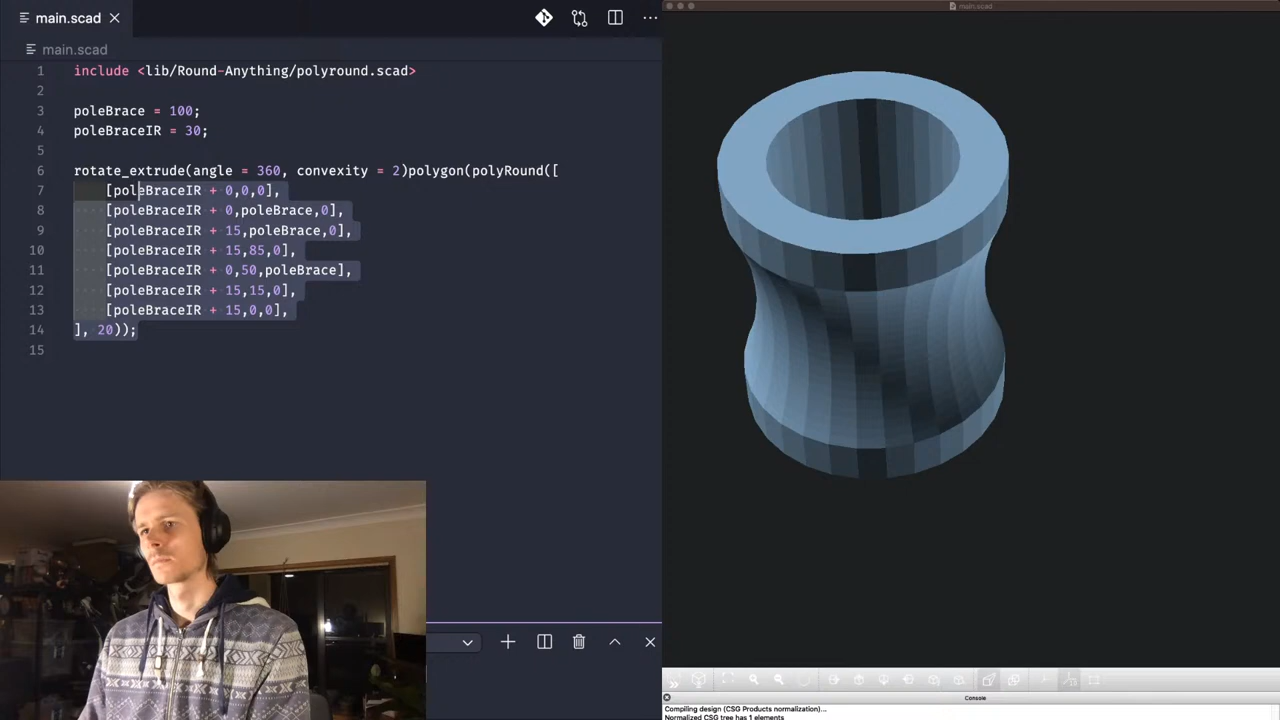 main.scad
main.scad
main.scad
1 include <lib/Round-Anything/polyround.scad>
2
3 poleBrace = 100;
4 poleBraceIR = 30;
5
6 rotate_extrude(angle = 360, convexity = 2)polygon(polyRound([
7 [poleBraceIR + 0,0,0],
8 [poleBraceIR + 0,poleBrace,0],
9 [poleBraceIR + 15,poleBrace,0],
10 [poleBraceIR + 15,85,0],
11 [poleBraceIR + 0,50,poleBrace],
12 [poleBraceIR + 15,15,0],
13 [poleBraceIR + 15,0,0],
14 ], 20));
15
Console
Compiling design (CSG Products normalization)...
Normalized CSG tree has 1 elements